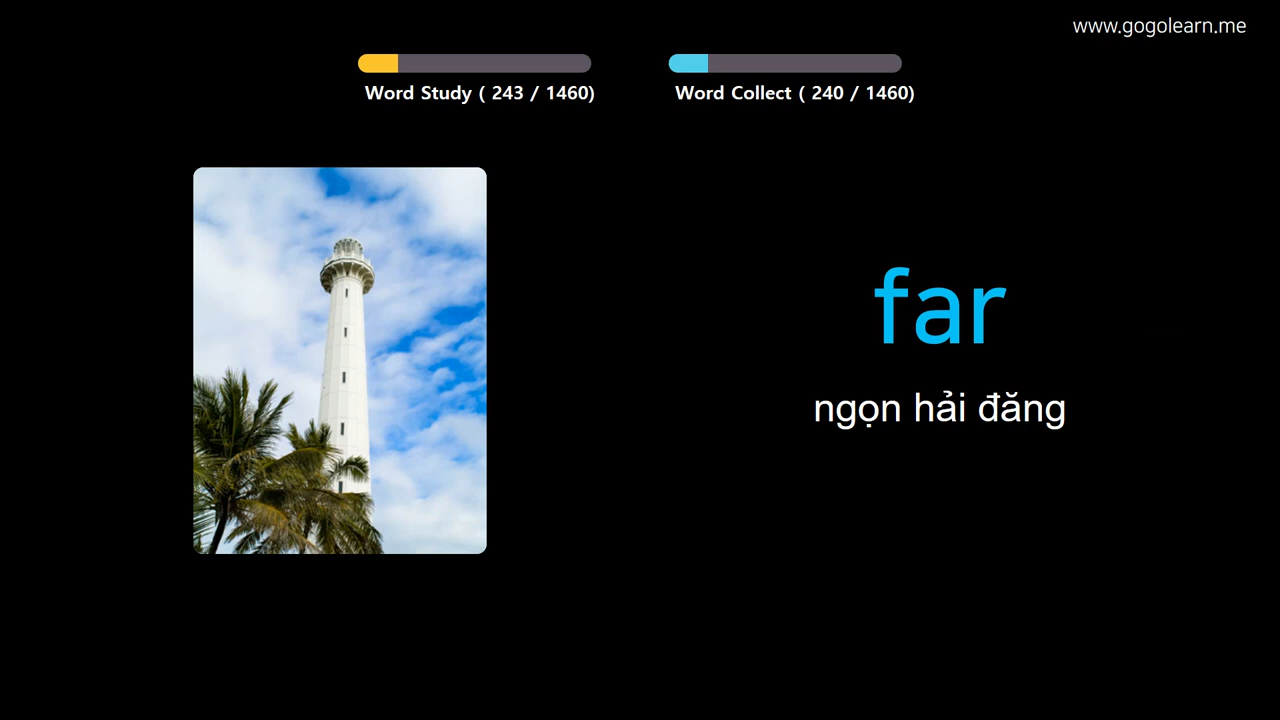 www.gogolearn.me
Word Study ( 243 / 1460)
Word Collect ( 240 / 1460)
far
ngọn hải đăng